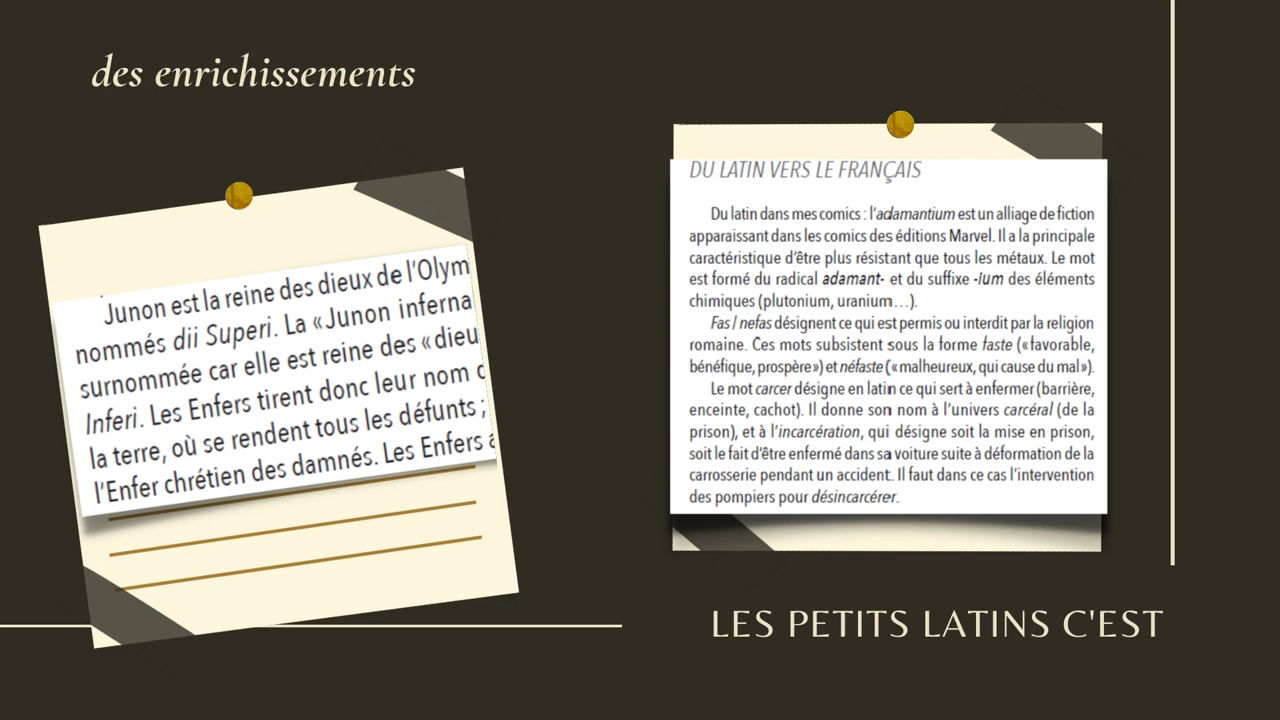 des enrichissements
Junon est la reine des dieux de l'Olym
nommés dii Superi. La «Junon inferna
surnommée car elle est reine des «dieu
Inferi. Les Enfers tirent donc leur nom
la terre, où se rendent tous les défunts ;
l'Enfer chrétien des damnés. Les Enfers
DU LATIN VERS LE FRANÇAIS
Du latin dans mes comics : l'adamantium est un alliage de fiction
apparaissant dans les comics des éditions Marvel. Il a la principale
caractéristique d'être plus résistant que tous les métaux. Le mot
est formé du radical adamant- et du suffixe -ium des éléments
chimiques (plutonium, uranium…).
Fas / nefas désignent ce qui est permis ou interdit par la religion
romaine. Ces mots subsistent sous la forme faste («favorable,
bénéfique, prospère») et néfaste («malheureux, qui cause du mal»).
Le mot carcer désigne en latin ce qui sert à enfermer (barrière,
enceinte, cachot). Il donne son nom à l'univers carcéral (de la
prison), et à l'incarcération, qui désigne soit la mise en prison,
soit le fait d'être enfermé dans sa voiture suite à déformation de la
carrosserie pendant un accident. Il faut dans ce cas l'intervention
des pompiers pour désincarcérer.
LES PETITS LATINS C'EST